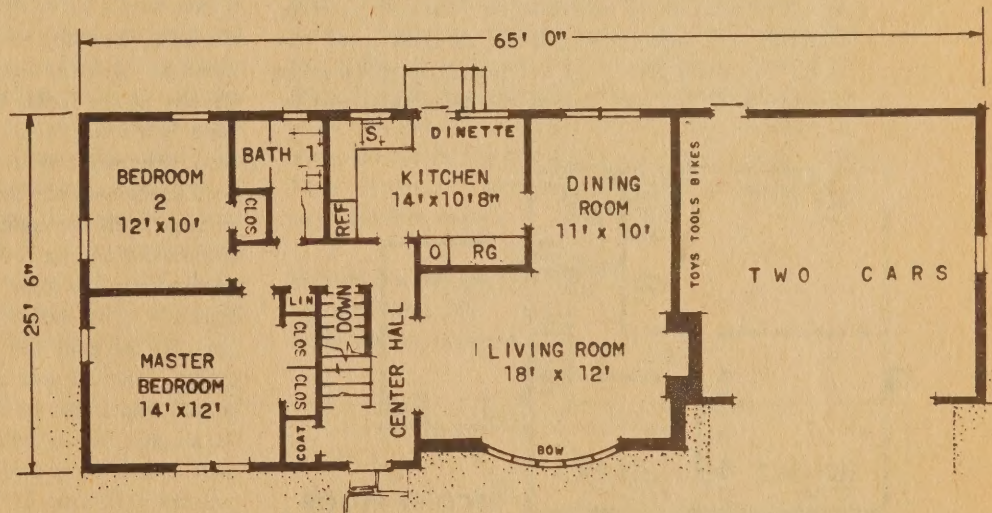 65' 0"
25' 6"
BEDROOM
2
12'x10'
BATH 1
CLOS
S
REF
DINETTE
KITCHEN
14'x10'8"
O
RG
DINING
ROOM
11' x 10'
TOYS TOOLS BIKES
TWO CARS
MASTER
BEDROOM
14'x12'
LIN
CLOS
CLOS
COAT
DOWN
CENTER HALL
LIVING ROOM
18' x 12'
BOW